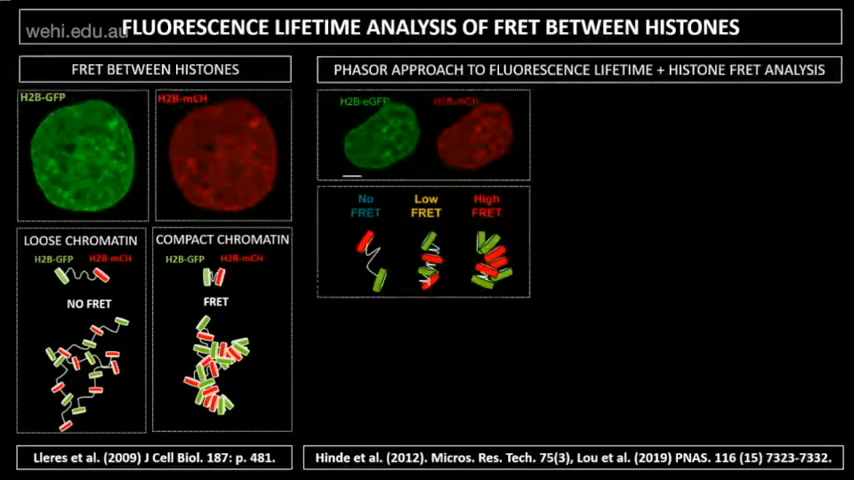 wehi.edu.au
FLUORESCENCE LIFETIME ANALYSIS OF FRET BETWEEN HISTONES
FRET BETWEEN HISTONES
H2B-GFP
H2B-mCH
LOOSE CHROMATIN
H2B-GFP H2B-mCH
NO FRET
COMPACT CHROMATIN
H2B-GFP H2B-mCH
FRET
Lleres et al. (2009) J Cell Biol. 187: p. 481.
PHASOR APPROACH TO FLUORESCENCE LIFETIME + HISTONE FRET ANALYSIS
H2B-eGFP
H2B-mCh
No
FRET
Low
FRET
High
FRET
Hinde et al. (2012). Micros. Res. Tech. 75(3), Lou et al. (2019) PNAS. 116 (15) 7323-7332.